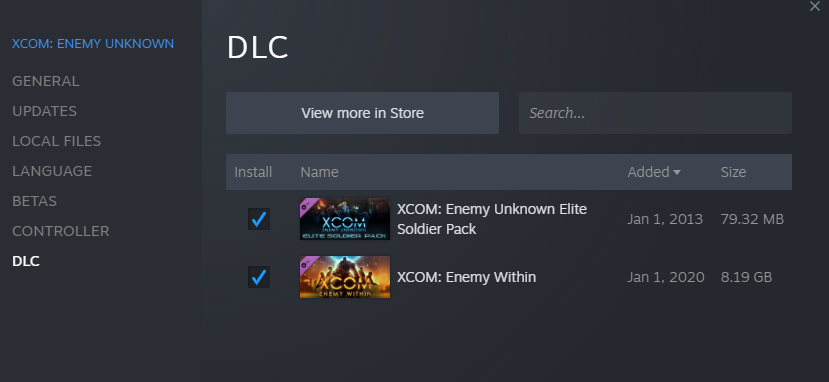 XCOM: ENEMY UNKNOWN
GENERAL
UPDATES
LOCAL FILES
LANGUAGE
BETAS
CONTROLLER
DLC
DLC
View more in Store
Search...
Install Name Added Size
XCOM
ENEMY UNKNOWN
ELITE SOLDIER PACK
XCOM: Enemy Unknown Elite
Soldier Pack
Jan 1, 2013 79.32 MB
XCOM
ENEMY WITHIN
XCOM: Enemy Within
Jan 1, 2020 8.19 GB